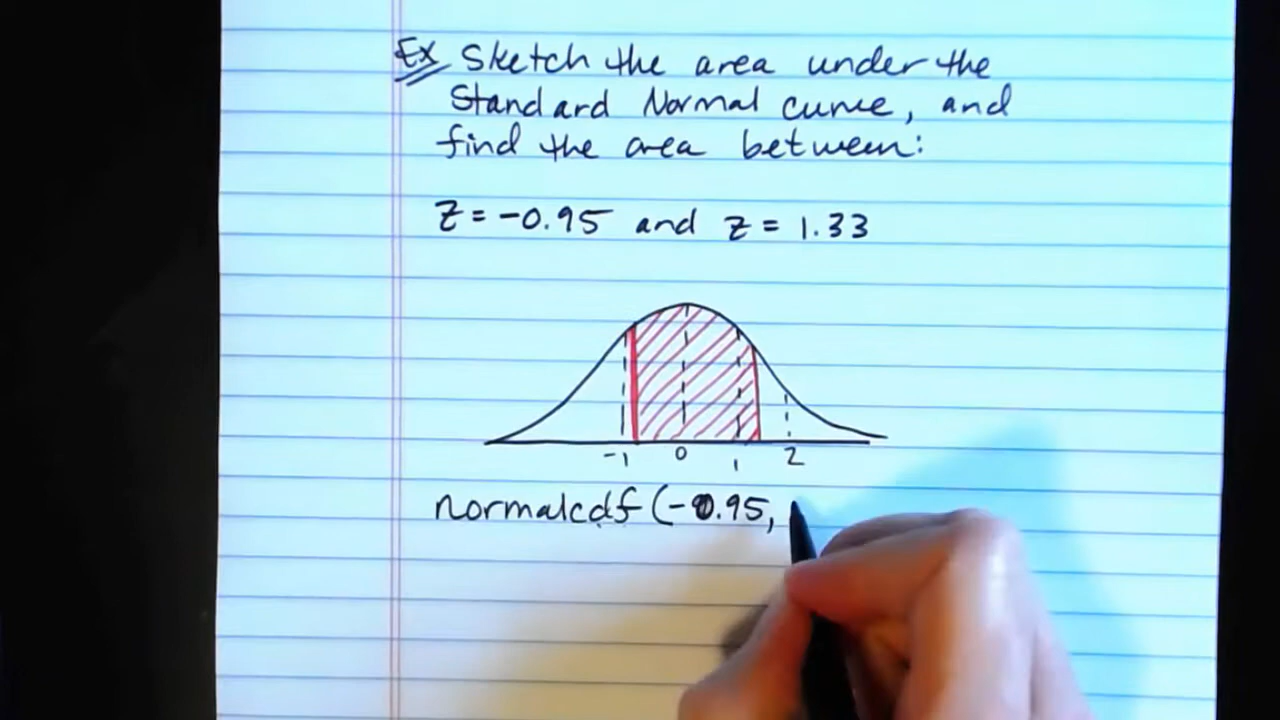 Ex Sketch the area under the
Standard Normal curve, and
find the area between:
z = -0.95 and z = 1.33
-1 0 1 2
normalcdf (-0.95,